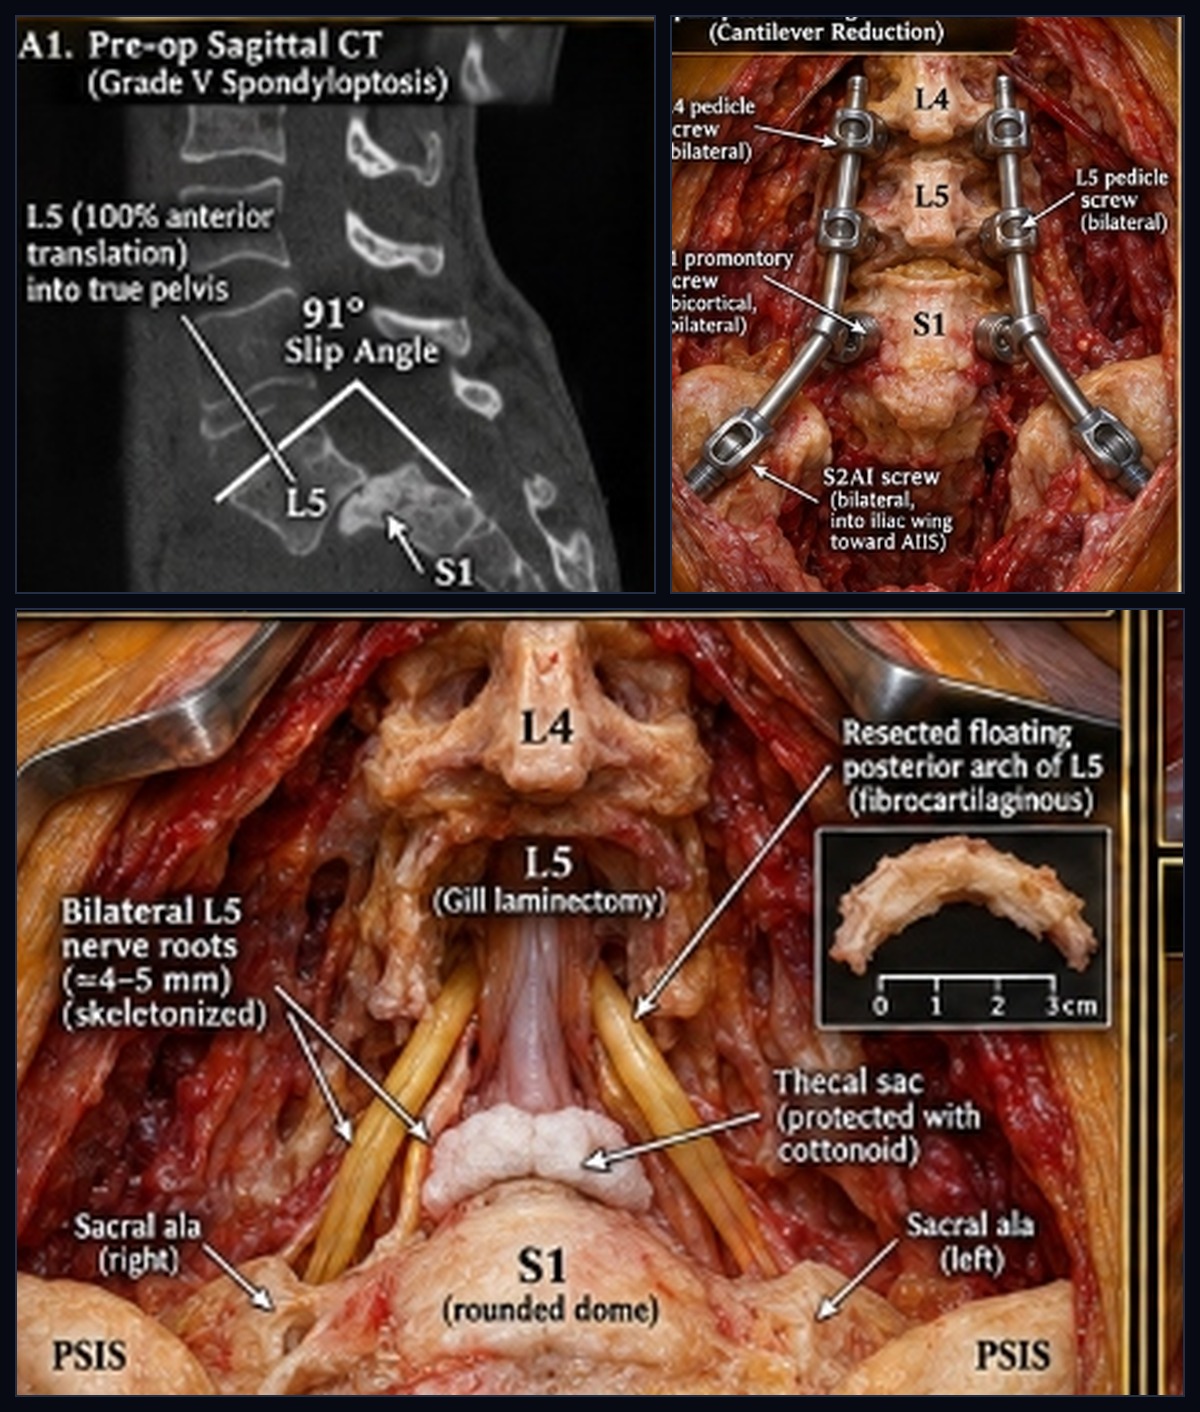 A1. Pre-op Sagittal CT
(Grade V Spondyloptosis)
L5 (100% anterior
translation)
into true pelvis
91°
Slip Angle
L5
S1
(Cantilever Reduction)
L4
4 pedicle
crew
bilateral)
L5
L5 pedicle
screw
(bilateral)
1 promontory
crew
bicortical,
bilateral)
S1
S2AI screw
(bilateral,
into iliac wing
toward AIIS)
L4
Resected floating
posterior arch of L5
(fibrocartilaginous)
L5
(Gill laminectomy)
Bilateral L5
nerve roots
(≃4–5 mm)
(skeletonized)
0 1 2 3cm
Thecal sac
(protected with
cottonoid)
Sacral ala
(right)
Sacral ala
(left)
S1
(rounded dome)
PSIS
PSIS